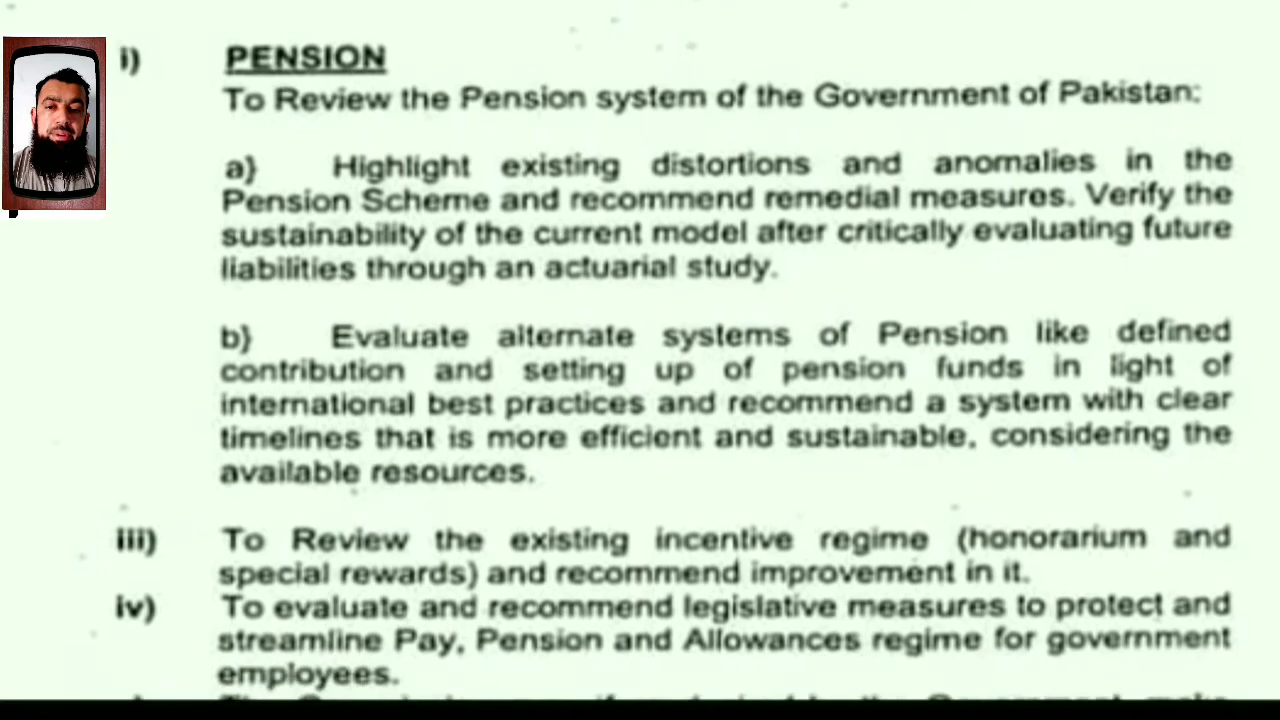 i) PENSION
To Review the Pension system of the Government of Pakistan:
a} Highlight existing distortions and anomalies in the
Pension Scheme and recommend remedial measures. Verify the
sustainability of the current model after critically evaluating future
liabilities through an actuarial study.
b} Evaluate alternate systems of Pension like defined
contribution and setting up of pension funds in light of
international best practices and recommend a system with clear
timelines that is more efficient and sustainable, considering the
available resources.
iii) To Review the existing incentive regime (honorarium and
special rewards) and recommend improvement in it.
iv) To evaluate and recommend legislative measures to protect and
streamline Pay, Pension and Allowances regime for government
employees.